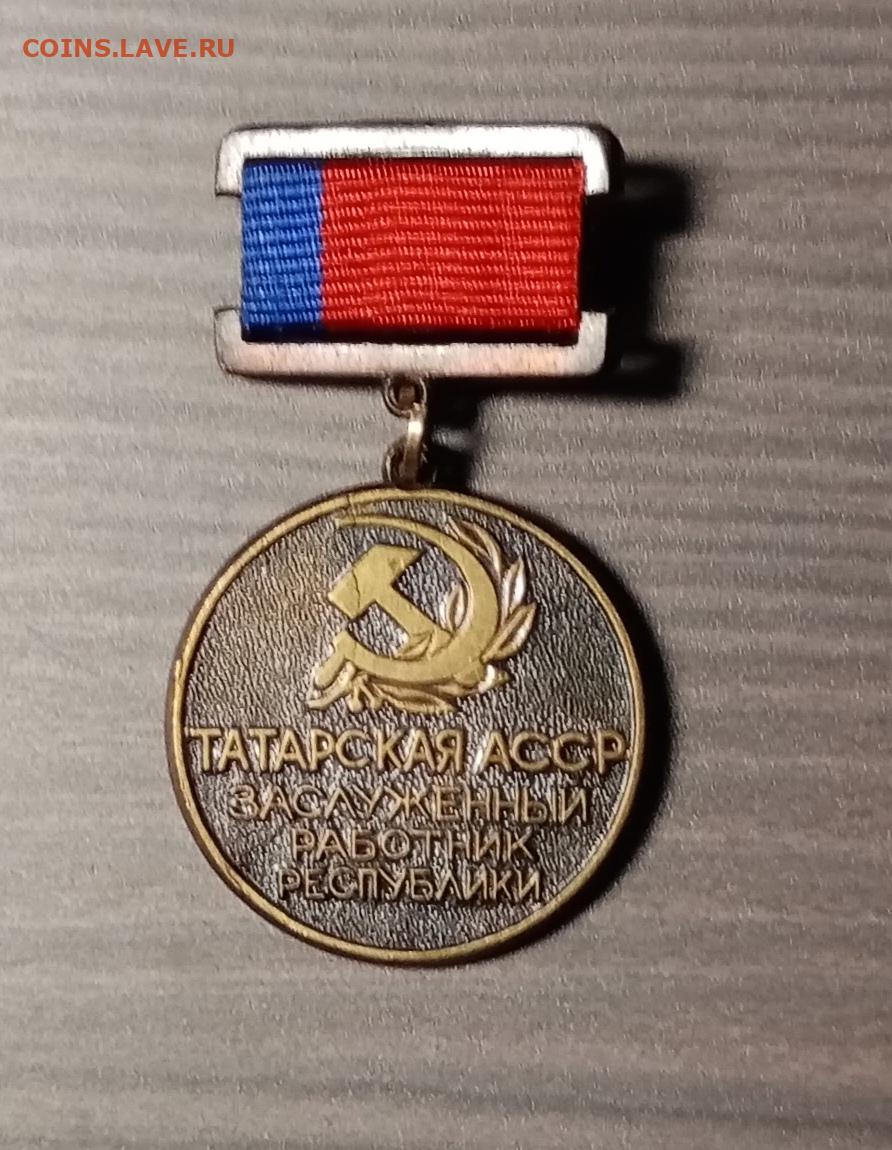 COINS.LAVE.RU
ТАТАРСКАЯ АССР
ЗАСЛУЖЕННЫЙ
РАБОТНИК
РЕСПУБЛИКИ